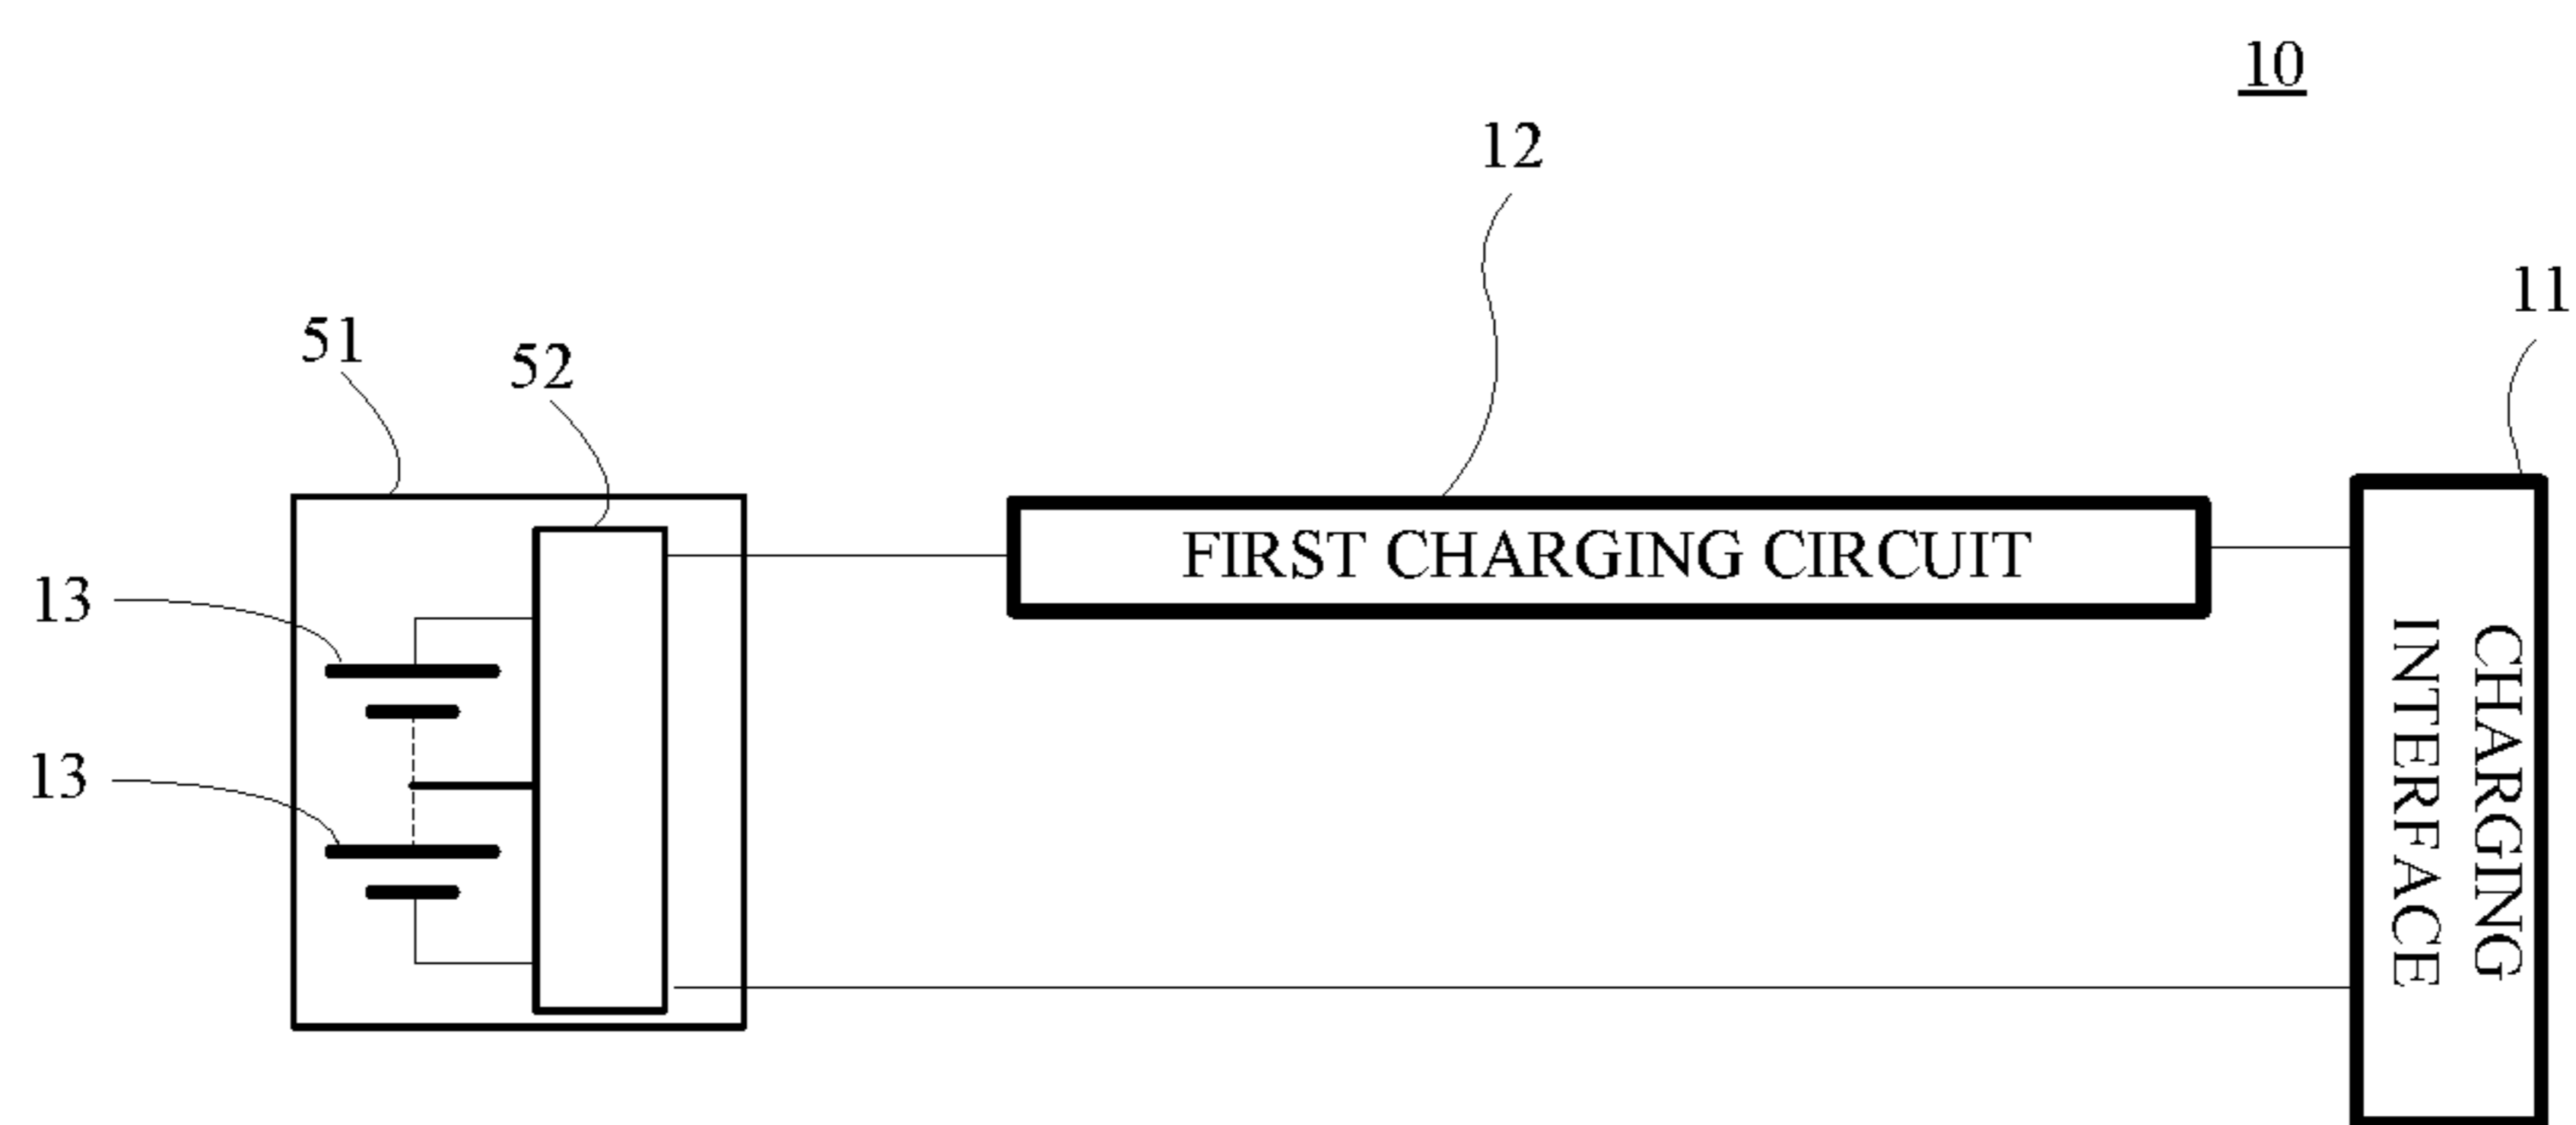 10
12
11
51
52
FIRST CHARGING CIRCUIT
13
13
CHARGING
INTERFACE